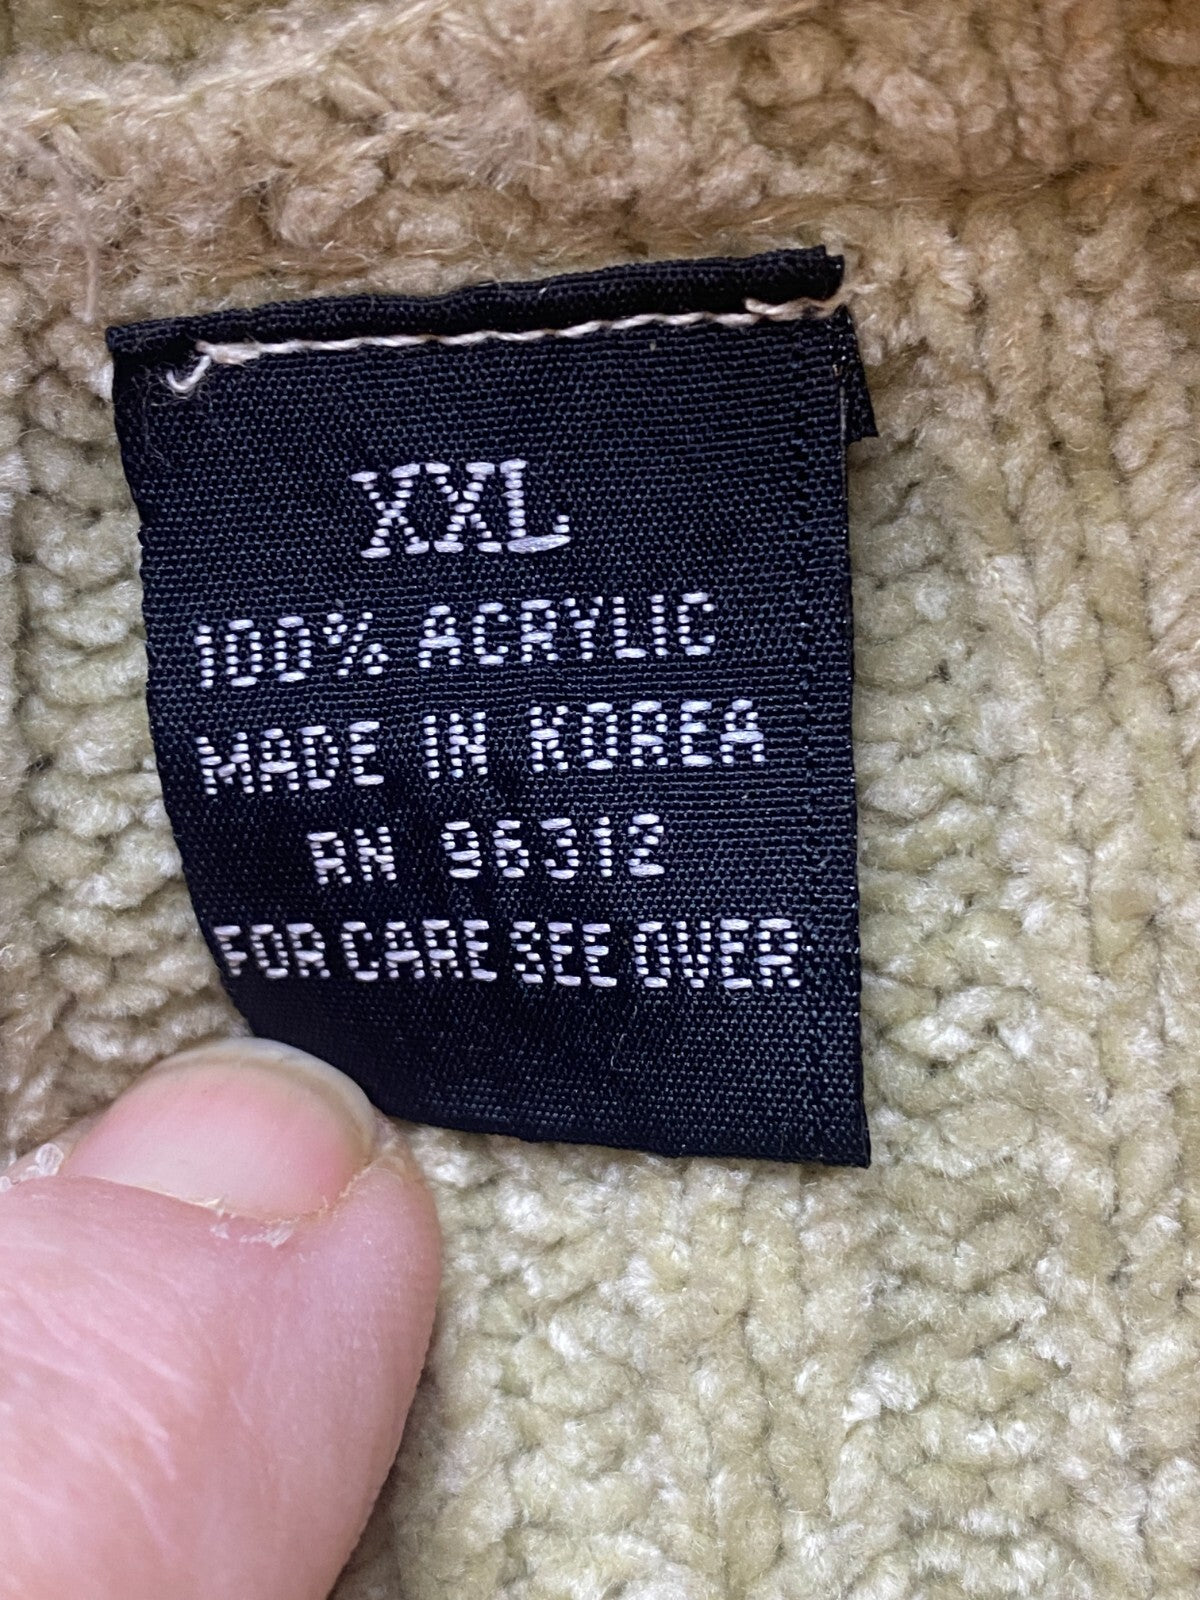 XXL
100% ACRYLIC
MADE IN KOREA
RN 96312
FOR CARE SEE OVER